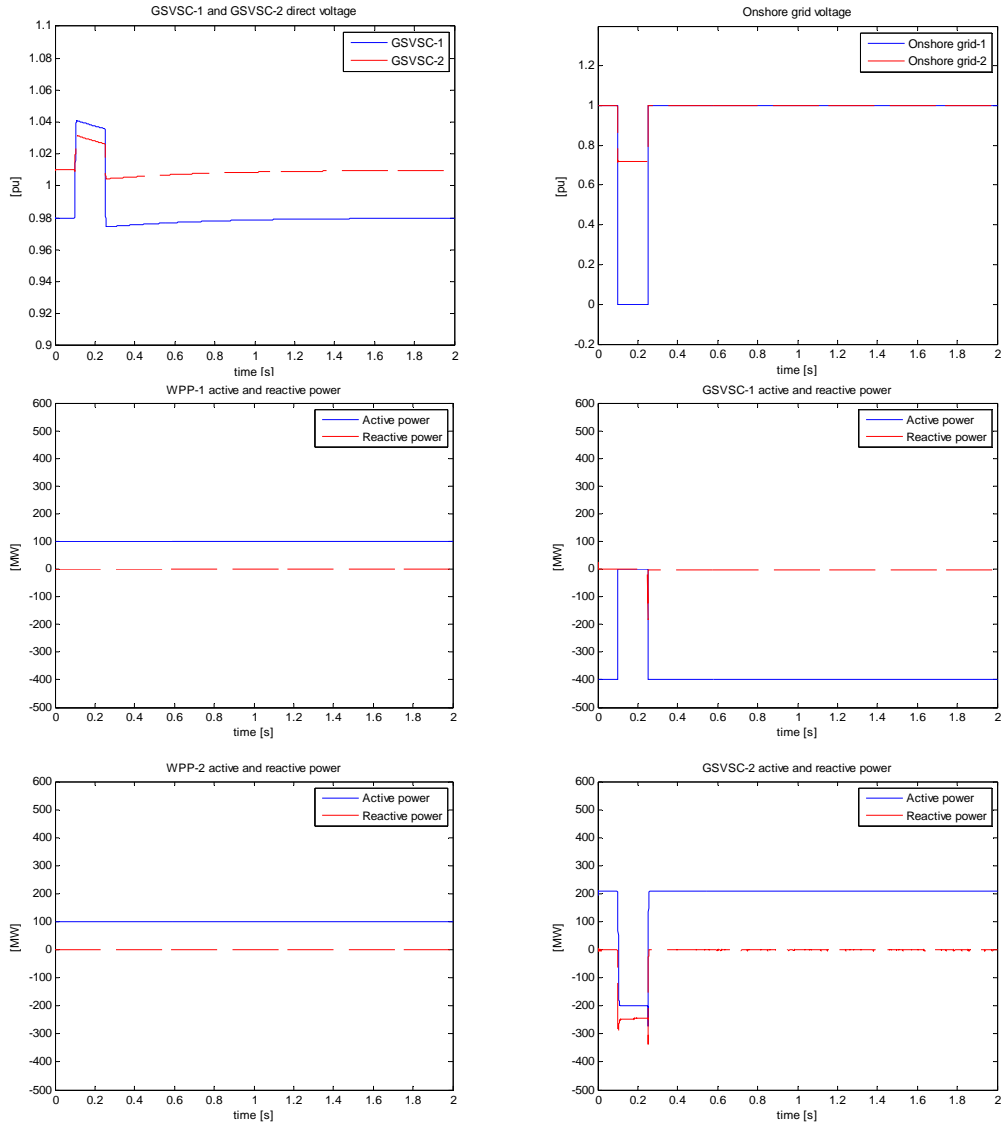 GSVSC-1 and GSVSC-2 direct voltage
1.1
1.08
1.06
1.04
1.02
1
0.98
0.96
0.94
0.92
0.9
[pu]
GSVSC-1
GSVSC-2
0 0.2 0.4 0.6 0.8 1 1.2 1.4 1.6 1.8 2
time [s]
Onshore grid voltage
1.2
1
0.8
0.6
0.4
0.2
0
-0.2
[pu]
Onshore grid-1
Onshore grid-2
0 0.2 0.4 0.6 0.8 1 1.2 1.4 1.6 1.8 2
time [s]
WPP-1 active and reactive power
600
500
400
300
200
100
0
-100
-200
-300
-400
-500
[MW]
Active power
Reactive power
0 0.2 0.4 0.6 0.8 1 1.2 1.4 1.6 1.8 2
time [s]
GSVSC-1 active and reactive power
600
500
400
300
200
100
0
-100
-200
-300
-400
-500
[MW]
Active power
Reactive power
0 0.2 0.4 0.6 0.8 1 1.2 1.4 1.6 1.8 2
time [s]
WPP-2 active and reactive power
600
500
400
300
200
100
0
-100
-200
-300
-400
-500
[MW]
Active power
Reactive power
0 0.2 0.4 0.6 0.8 1 1.2 1.4 1.6 1.8 2
time [s]
GSVSC-2 active and reactive power
600
500
400
300
200
100
0
-100
-200
-300
-400
-500
[MW]
Active power
Reactive power
0 0.2 0.4 0.6 0.8 1 1.2 1.4 1.6 1.8 2
time [s]